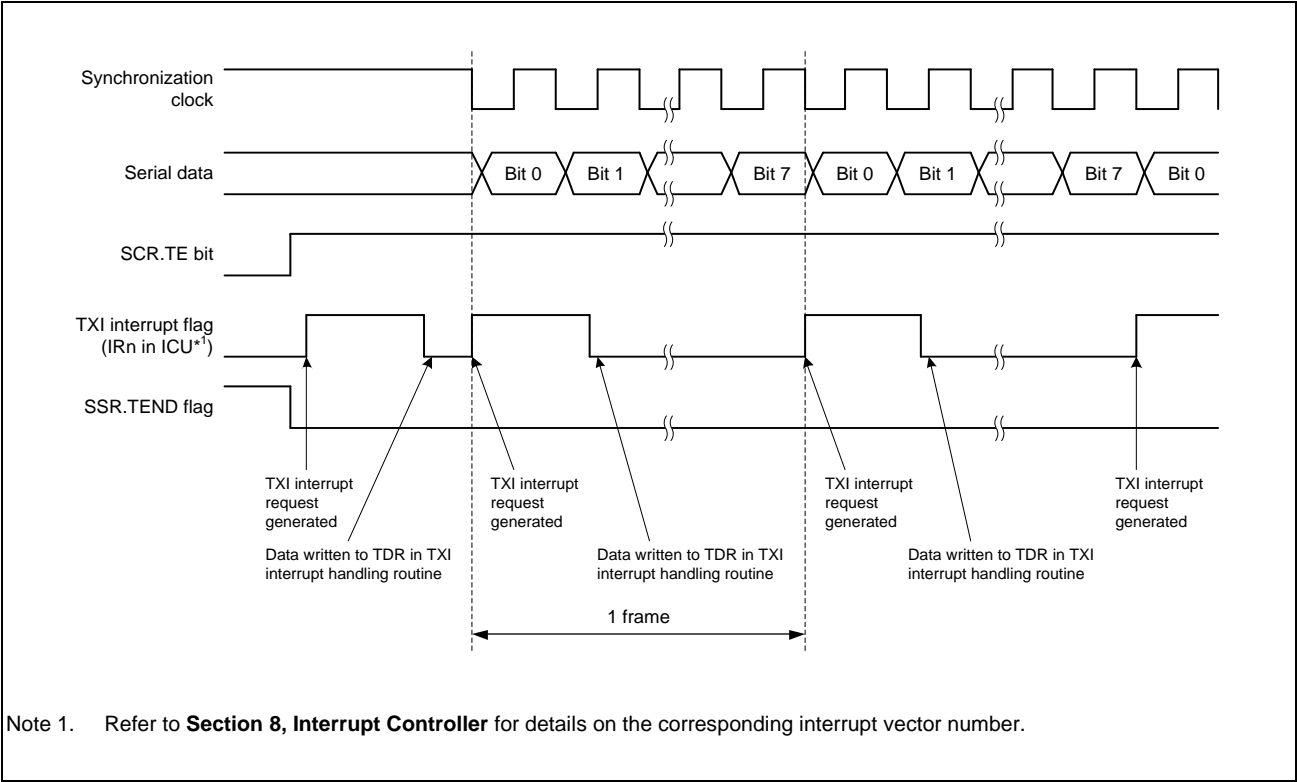 Synchronization
clock
Serial data
Bit 0 Bit 1 Bit 7 Bit 0 Bit 1 Bit 7 Bit 0
SCR.TE bit
TXI interrupt flag
(IRn in ICU*1)
SSR.TEND flag
TXI interrupt
request
generated
TXI interrupt
request
generated
TXI interrupt
request
generated
TXI interrupt
request
generated
Data written to TDR in TXI
interrupt handling routine
Data written to TDR in TXI
interrupt handling routine
Data written to TDR in TXI
interrupt handling routine
1 frame
Note 1. Refer to Section 8, Interrupt Controller for details on the corresponding interrupt vector number.